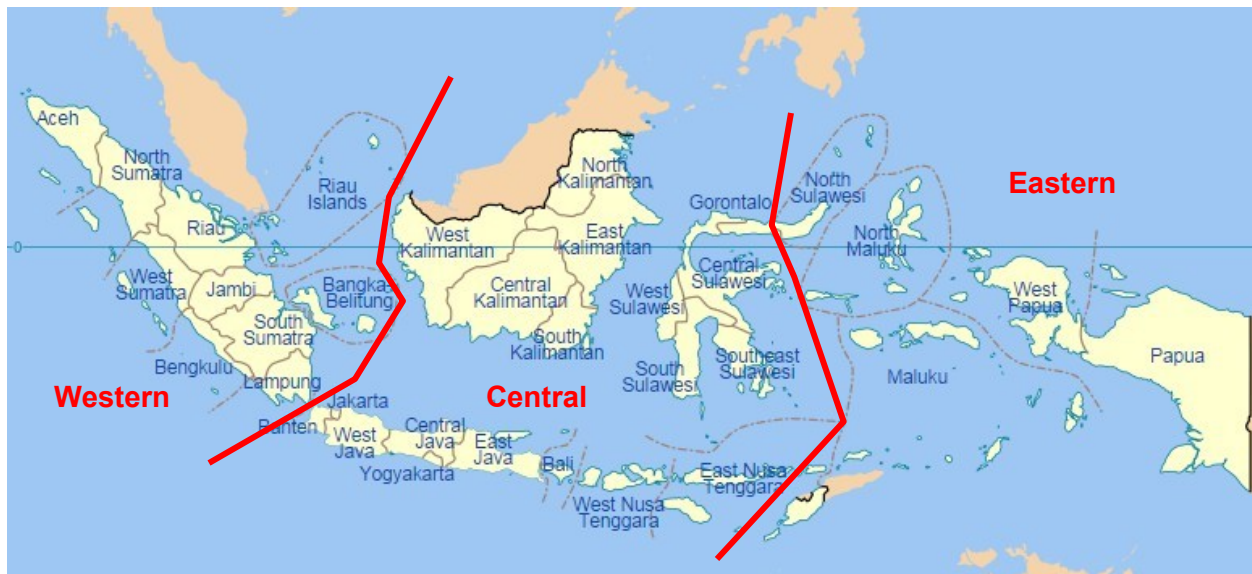 Aceh
North
Sumatra
Riau
Islands
Riau
West
Sumatra
Jambi
Bangka-
Belitung
South
Sumatra
Bengkulu
Lampung
Western
0
North
Kalimantan
West
Kalimantan
East
Kalimantan
Central
Kalimantan
South
Kalimantan
Gorontalo
North
Sulawesi
Central
Sulawesi
West
Sulawesi
South
Sulawesi
Southeast
Sulawesi
Central
Jakarta
Banten
West
Java
Central
Java
Yogyakarta
East
Java
Bali
West Nusa
Tenggara
East Nusa
Tenggara
Eastern
North
Maluku
Maluku
West
Papua
Papua